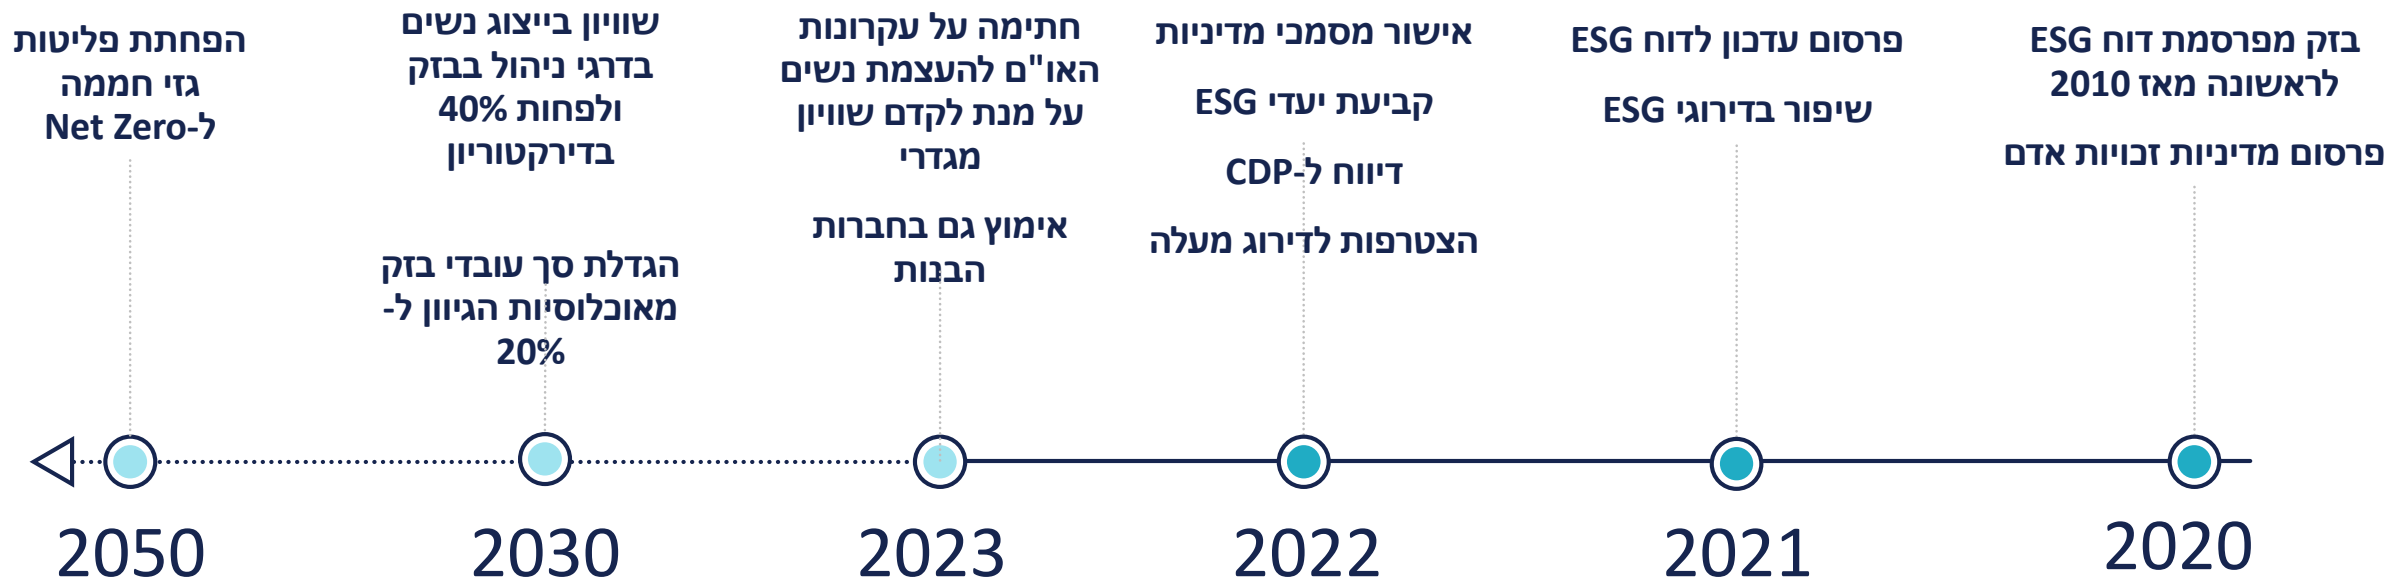 בזק מפרסמת דוח ESG
לראשונה מאז 2010
פרסום מדיניות זכויות אדם
פרסום עדכון לדוח ESG
שיפור בדירוגי ESG
אישור מסמכי מדיניות
קביעת יעדי ESG
דיווח ל-CDP
הצטרפות לדירוג מעלה
חתימה על עקרונות
האו"ם להעצמת נשים
על מנת לקדם שוויון
מגדרי
אימוץ גם בחברות
הבנות
שוויון בייצוג נשים
בדרגי ניהול בבזק
ולפחות 40%
בדירקטוריון
הגדלת סך עובדי בזק
מאוכלוסיות הגיוון ל-
20%
הפחתת פליטות
גזי חממה
ל-Net Zero
2020
2021
2022
2023
2030
2050